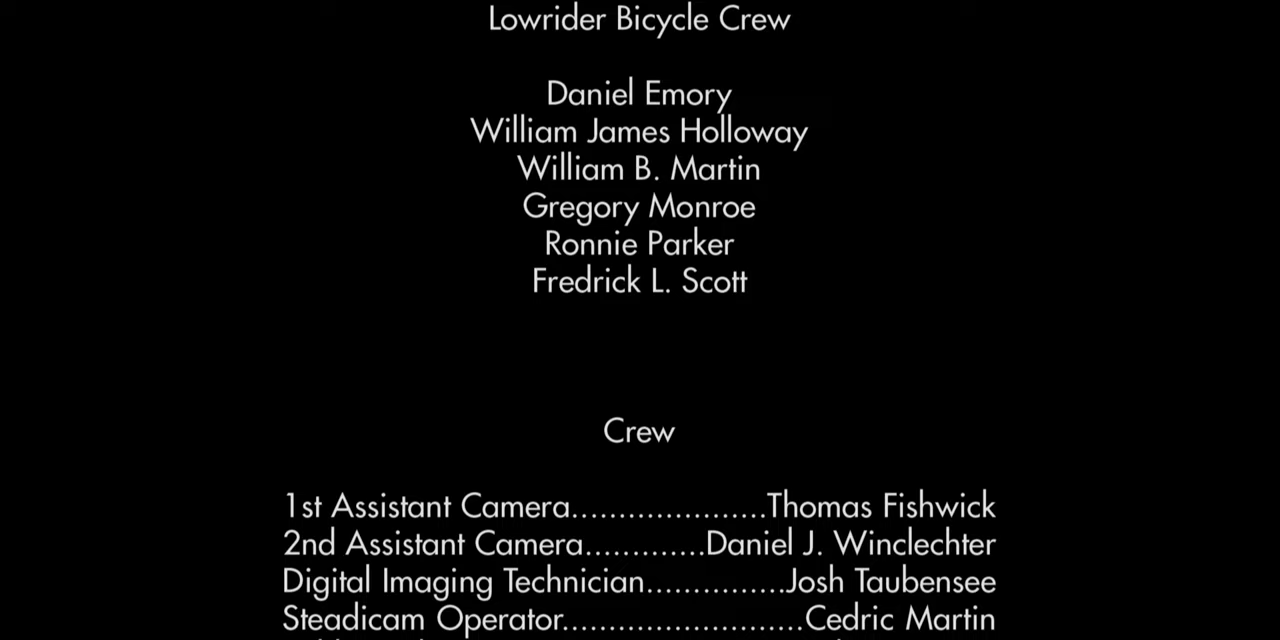 Lowrider Bicycle Crew
Daniel Emory
William James Holloway
William B. Martin
Gregory Monroe
Ronnie Parker
Fredrick L. Scott
Crew
1st Assistant Camera.....................Thomas Fishwick
2nd Assistant Camera.............Daniel J. Winclechter
Digital Imaging Technician...............Josh Taubensee
Steadicam Operator..........................Cedric Martin